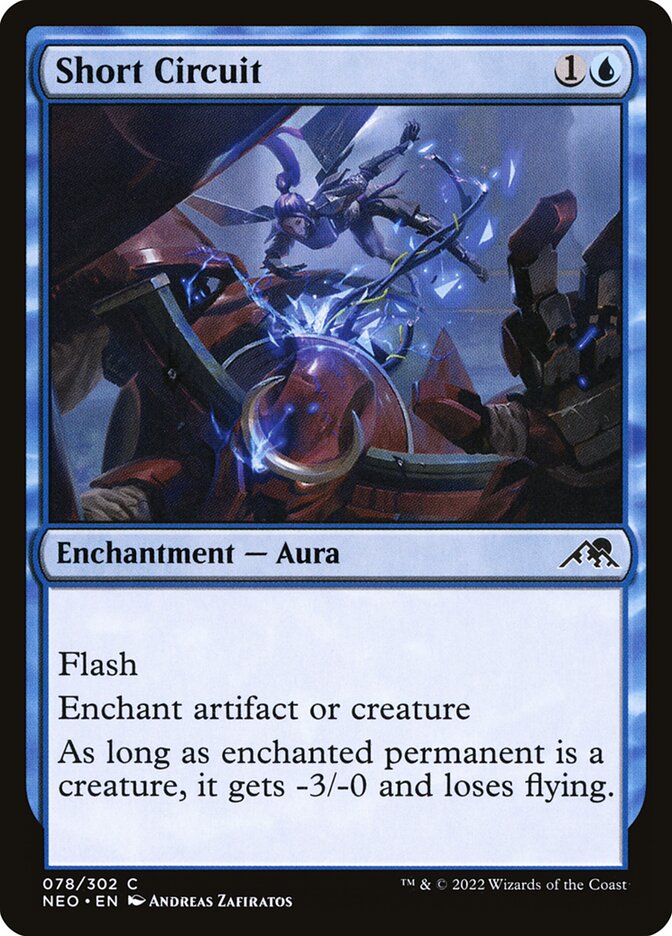 Short Circuit 1
Enchantment — Aura
Flash
Enchant artifact or creature
As long as enchanted permanent is a
creature, it gets -3/-0 and loses flying.
078/302 C ™ & © 2022 Wizards of the Coast
NEO • EN Andreas Zafiratos